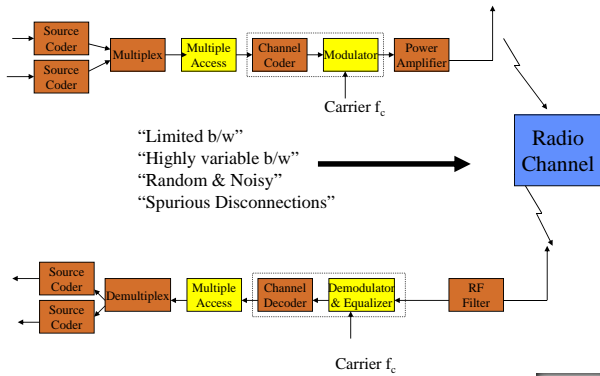 Source
Coder
Source
Coder
Multiplex
Multiple
Access
Channel
Coder
Modulator
Power
Amplifier
Carrier fc
“Limited b/w”
“Highly variable b/w”
“Random & Noisy”
“Spurious Disconnections”
Radio
Channel
Source
Coder
Source
Coder
Demultiplex
Multiple
Access
Channel
Decoder
Demodulator
& Equalizer
RF
Filter
Carrier fc